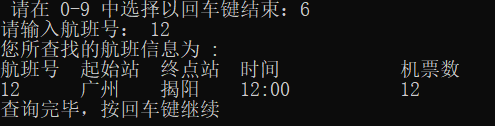 请在 0-9 中选择以回车键结束：6
请输入航班号： 12
您所查找的航班信息为 :
航班号 起始站 终点站 时间 机票数
12 广州 揭阳 12:00 12
查询完毕，按回车键继续